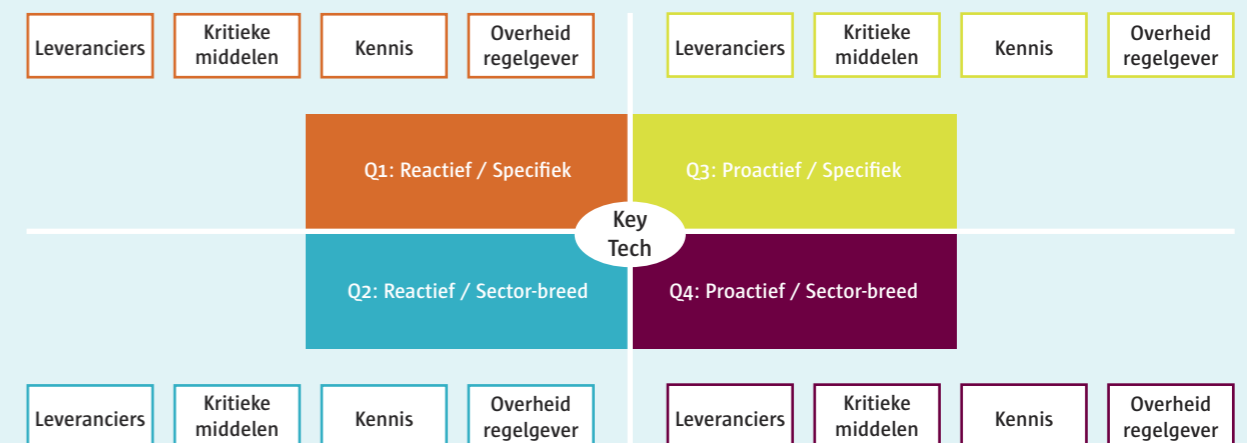 Leveranciers
Kritieke
middelen
Kennis
Overheid
regelgever
Leveranciers
Kritieke
middelen
Kennis
Overheid
regelgever
Q1: Reactief / Specifiek
Q3: Proactief / Specifiek
Key
Tech
Q2: Reactief / Sector-breed
Q4: Proactief / Sector-breed
Leveranciers
Kritieke
middelen
Kennis
Overheid
regelgever
Leveranciers
Kritieke
middelen
Kennis
Overheid
regelgever